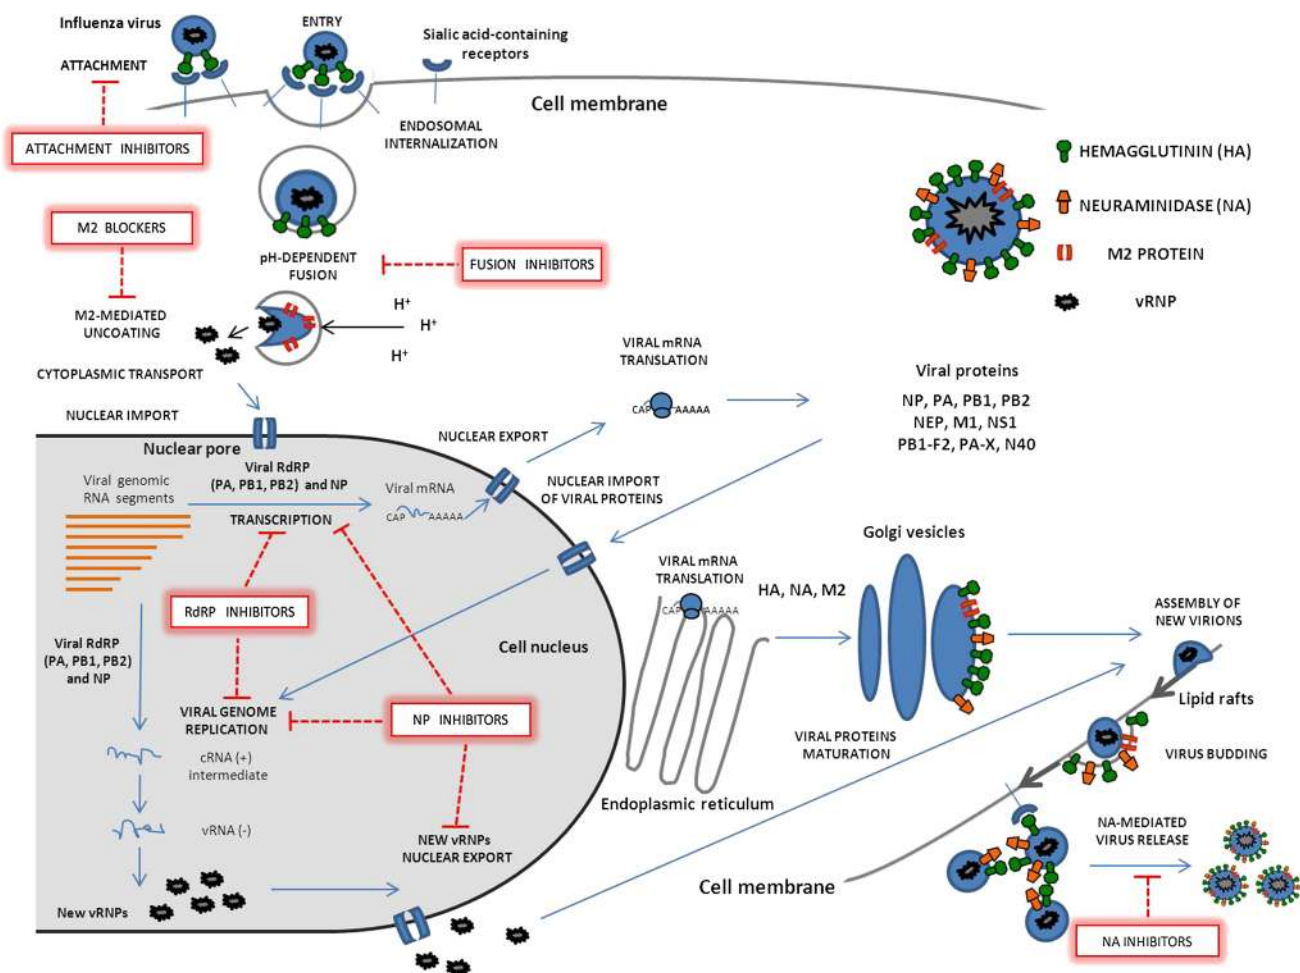 Influenza virus
ATTACHMENT
ATTACHMENT INHIBITORS
ENTRY
Sialic acid-containing
receptors
Cell membrane
ENDOSOMAL
INTERNALIZATION
HEMAGGLUTININ (HA)
NEURAMINIDASE (NA)
M2 PROTEIN
vRNP
M2 BLOCKERS
M2-MEDIATED
UNCOATING
pH-DEPENDENT
FUSION
FUSION INHIBITORS
H⁺
H⁺
H⁺
CYTOPLASMIC TRANSPORT
NUCLEAR IMPORT
Nuclear pore
Viral genomic
RNA segments
Viral RdRP
(PA, PB1, PB2) and NP
TRANSCRIPTION
Viral mRNA
CAP AAAAA
NUCLEAR EXPORT
VIRAL mRNA
TRANSLATION
CAP AAAAA
Viral proteins
NP, PA, PB1, PB2
NEP, M1, NS1
PB1-F2, PA-X, N40
NUCLEAR IMPORT
OF VIRAL PROTEINS
RdRP INHIBITORS
Viral RdRP
(PA, PB1, PB2)
and NP
VIRAL GENOME
REPLICATION
NP INHIBITORS
Cell nucleus
cRNA (+)
intermediate
vRNA (-)
New vRNPs
NEW vRNPs
NUCLEAR EXPORT
VIRAL mRNA
TRANSLATION
CAP AAAAA
HA, NA, M2
Endoplasmic reticulum
Golgi vesicles
VIRAL PROTEINS
MATURATION
ASSEMBLY OF
NEW VIRIONS
Lipid rafts
VIRUS BUDDING
Cell membrane
NA-MEDIATED
VIRUS RELEASE
NA INHIBITORS